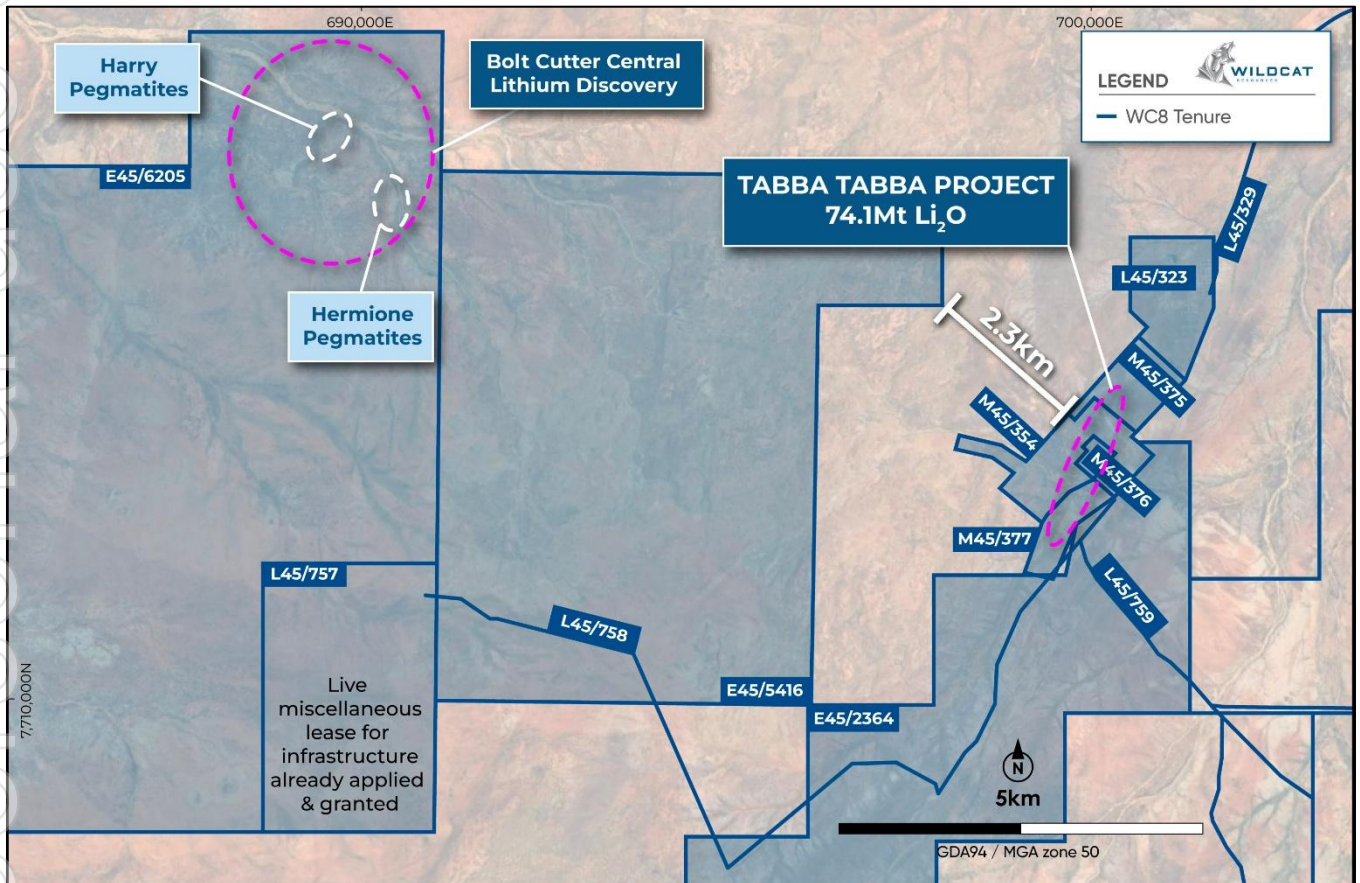 690,000E
700,000E
Harry
Pegmatites
Bolt Cutter Central
Lithium Discovery
LEGEND
WILDCAT
RESOURCES
WC8 Tenure
E45/6205
TABBA TABBA PROJECT
74.1Mt Li₂O
L45/329
L45/323
Hermione
Pegmatites
2.3km
M45/375
M45/354
M45/376
M45/377
L45/757
L45/759
L45/758
7,710,000N
Live
miscellaneous
lease for
infrastructure
already applied
& granted
E45/5416
E45/2364
N
5km
GDA94 / MGA zone 50